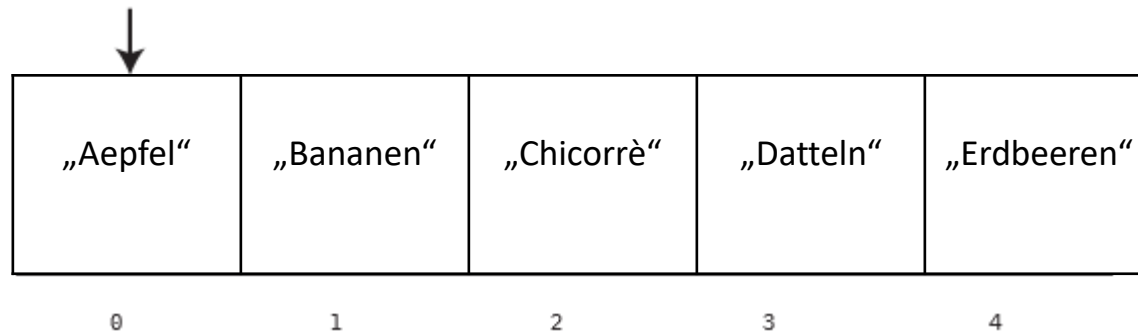 „Aepfel“ „Bananen“ „Chicorrè“ „Datteln“ „Erdbeeren“
0 1 2 3 4